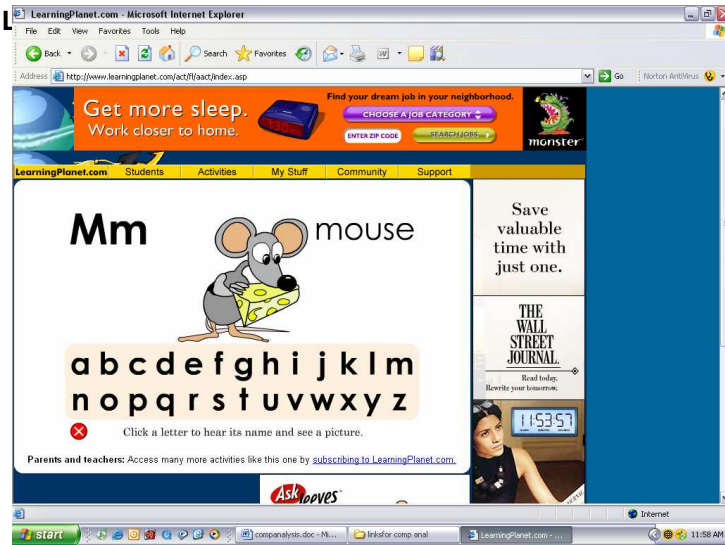 L
LearningPlanet.com - Microsoft Internet Explorer
File Edit View Favorites Tools Help
Back Search Favorites
Address http://www.learningplanet.com/act/fl/aact/index.asp Go Norton AntiVirus
Get more sleep.
Work closer to home.
Find your dream job in your neighborhood.
CHOOSE A JOB CATEGORY
ENTER ZIP CODE SEARCH JOBS
monster
LearningPlanet.com Students Activities My Stuff Community Support
Mm mouse
a b c d e f g h i j k l m
n o p q r s t u v w x y z
Click a letter to hear its name and see a picture.
Parents and teachers: Access many more activities like this one by subscribing to LearningPlanet.com.
Save
valuable
time with
just one.
THE
WALL
STREET
JOURNAL.
Read today.
Rewrite your tomorrow.
11:53:57
Ask Jeeves
Internet
start companalysis.doc - Mi... linksfor comp anal LearningPlanet.com - ... 11:58 AM